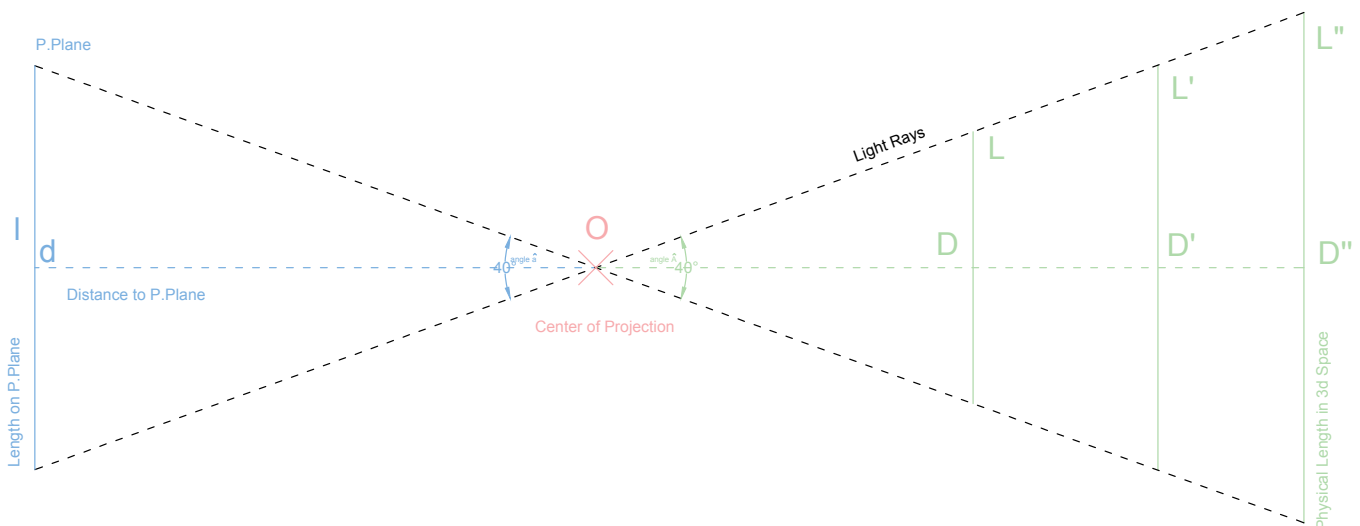 P.Plane
L"
L'
Light Rays
L
l
d
O
D
D'
D"
40°
angle â
angle Â
40°
Distance to P.Plane
Center of Projection
Length on P.Plane
Physical Length in 3d Space